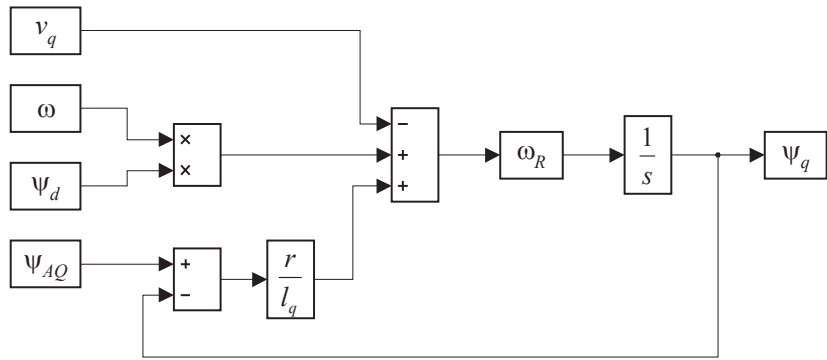 v_q
ω
ψ_d
ψ_AQ
×
×
+
−
r
l_q
−
+
+
ω_R
1
s
ψ_q